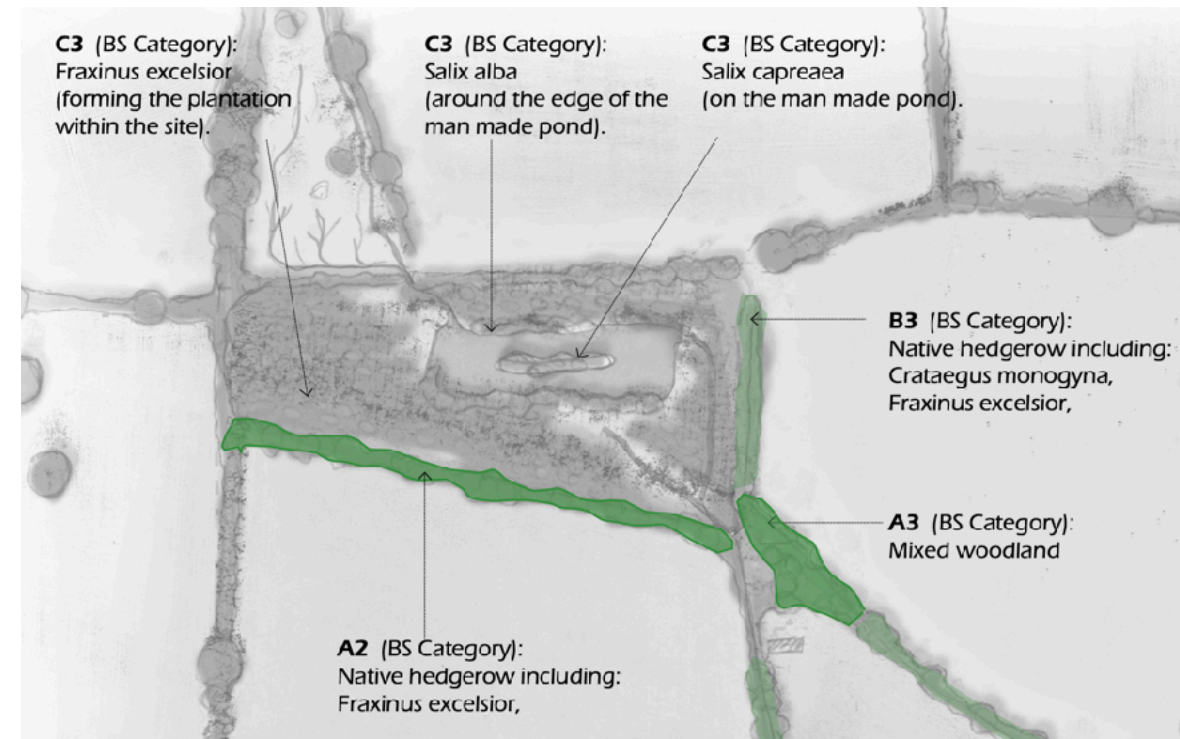 C3 (BS Category):
Fraxinus excelsior
(forming the plantation
within the site).
C3 (BS Category):
Salix alba
(around the edge of the
man made pond).
C3 (BS Category):
Salix capreaea
(on the man made pond).
B3 (BS Category):
Native hedgerow including:
Crataegus monogyna,
Fraxinus excelsior,
A3 (BS Category):
Mixed woodland
A2 (BS Category):
Native hedgerow including:
Fraxinus excelsior,